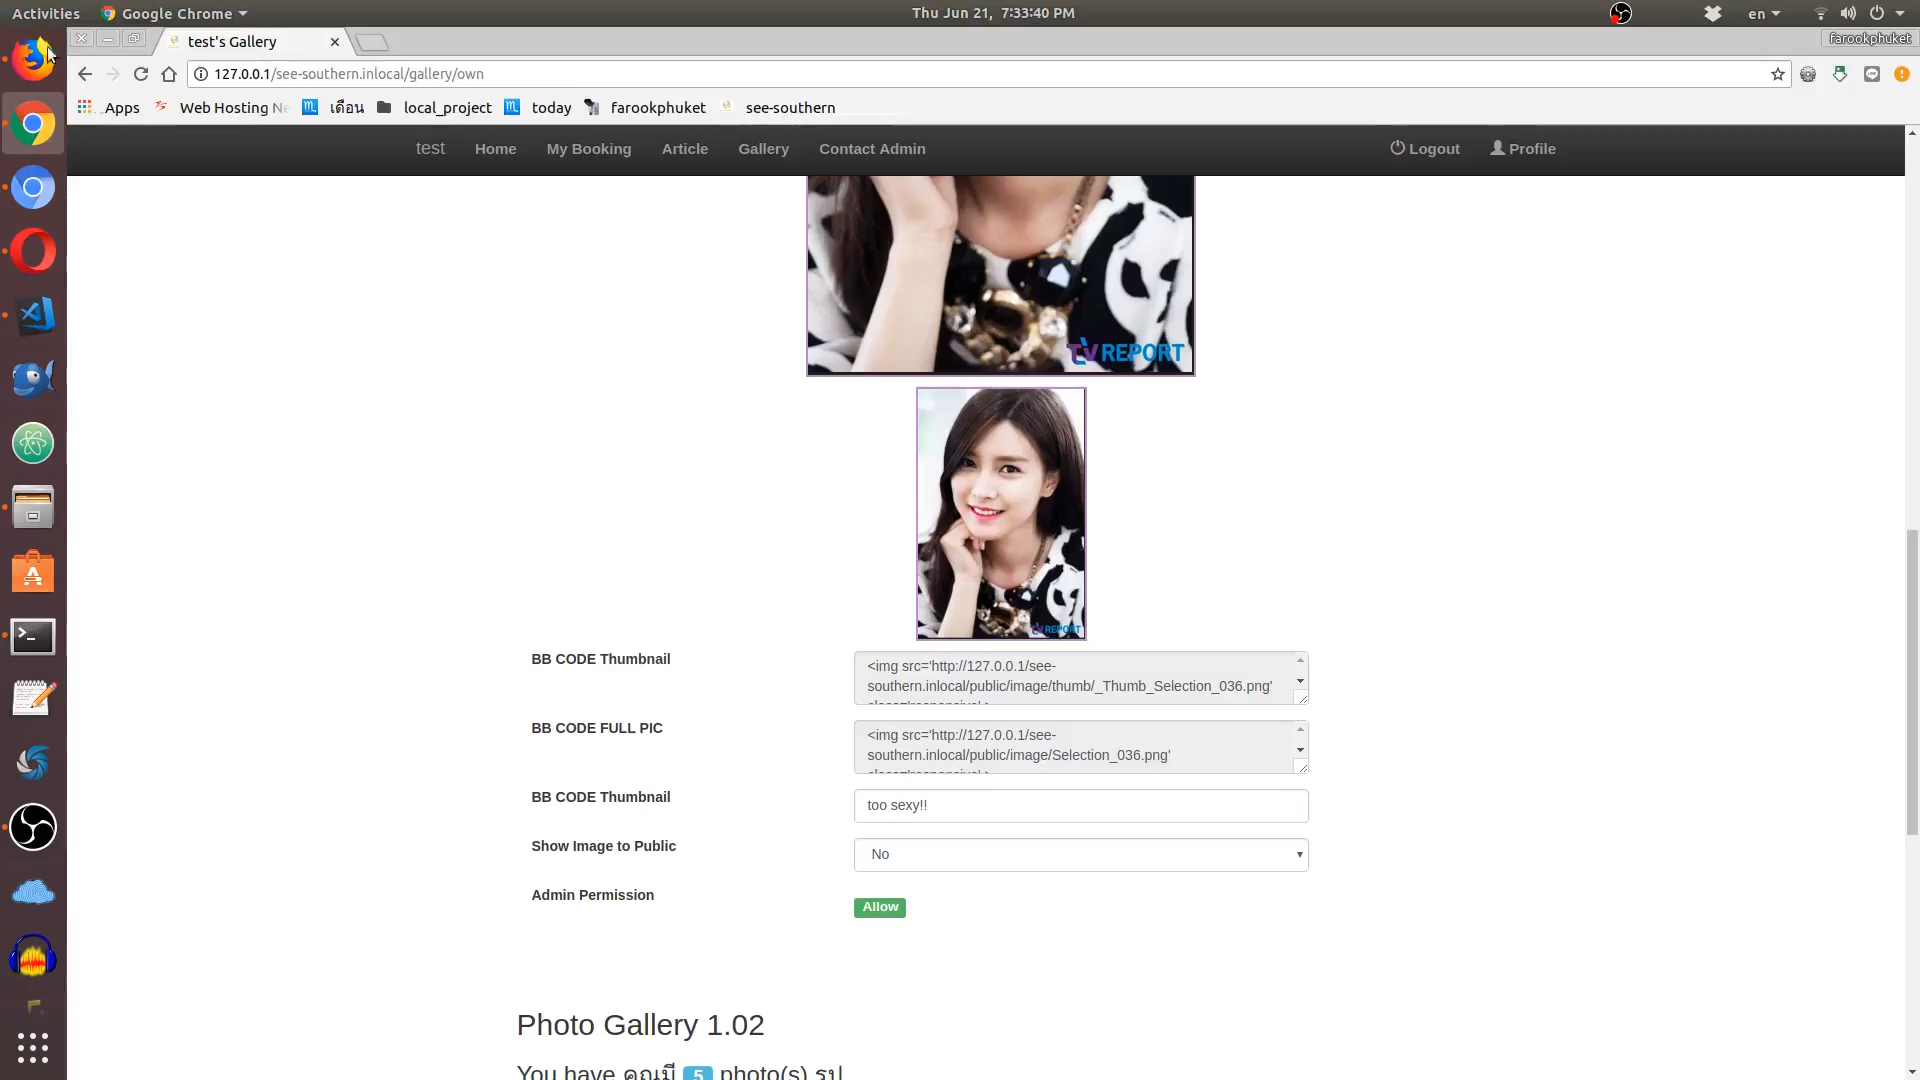 Activities Google Chrome Thu Jun 21, 7:33:40 PM en
test's Gallery farookphuket
127.0.0.1/see-southern.inlocal/gallery/own
Apps Web Hosting เดือน local_project today farookphuket see-southern
test Home My Booking Article Gallery Contact Admin Logout Profile
TV REPORT
TV REPORT
BB CODE Thumbnail
<img src='http://127.0.0.1/see-
southern.inlocal/public/image/thumb/_Thumb_Selection_036.png'
BB CODE FULL PIC
<img src='http://127.0.0.1/see-
southern.inlocal/public/image/Selection_036.png'
BB CODE Thumbnail
too sexy!!
Show Image to Public
No
Admin Permission
Allow
Photo Gallery 1.02
You have คุณมี 5 photo(s) รูป